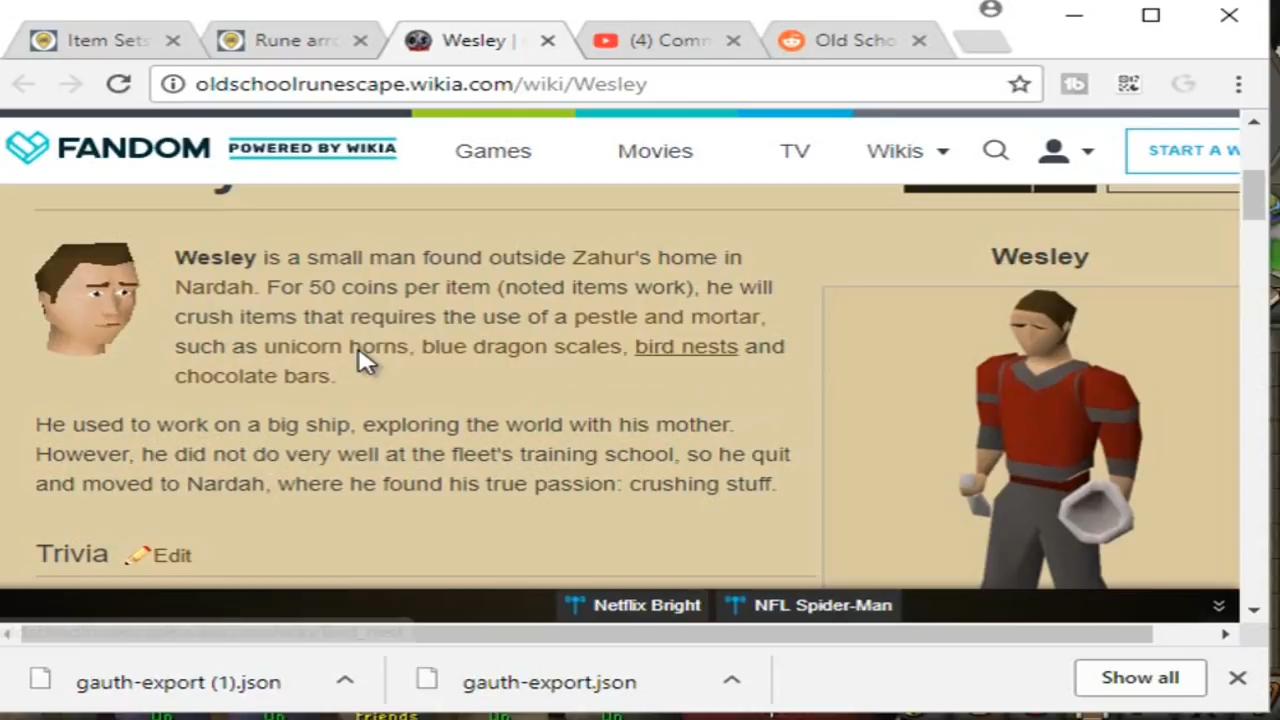 Item Sets
Rune arro
Wesley |
(4) Comm
Old Scho
oldschoolrunescape.wikia.com/wiki/Wesley
FANDOM POWERED BY WIKIA
Games Movies TV Wikis START A W
Wesley is a small man found outside Zahur's home in
Nardah. For 50 coins per item (noted items work), he will
crush items that requires the use of a pestle and mortar,
such as unicorn horns, blue dragon scales, bird nests and
chocolate bars.
He used to work on a big ship, exploring the world with his mother.
However, he did not do very well at the fleet's training school, so he quit
and moved to Nardah, where he found his true passion: crushing stuff.
Wesley
Trivia Edit
Netflix Bright NFL Spider-Man
gauth-export (1).json gauth-export.json Show all
friends